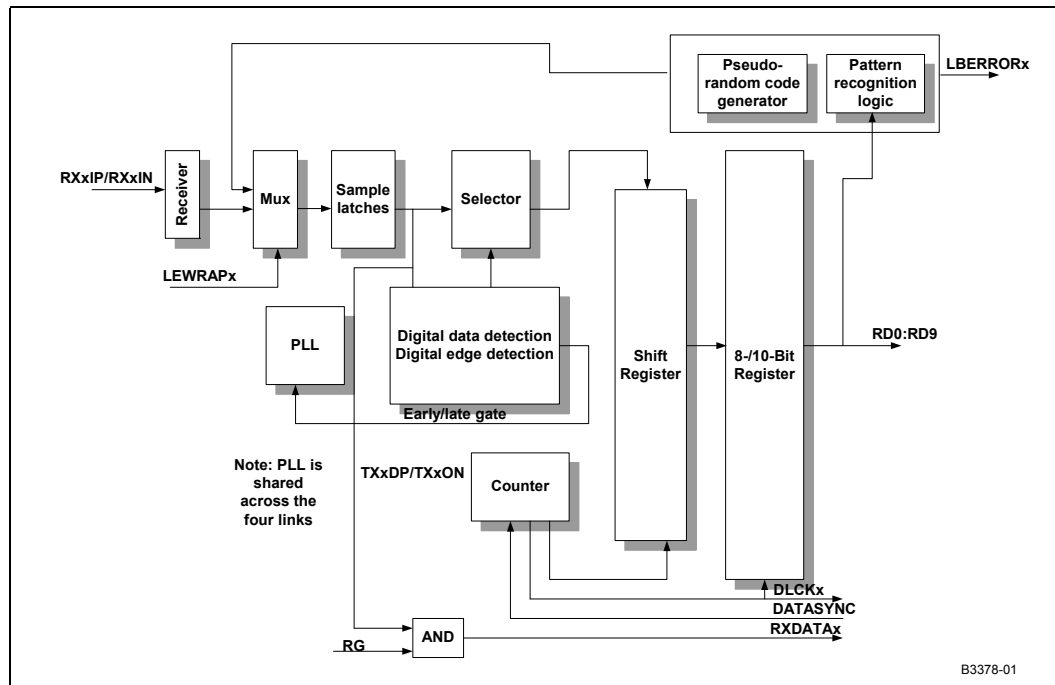 Pseudo-
random code
generator
Pattern
recognition
logic
LBERRORx
RXxIP/RXxIN
Receiver
Mux
Sample
latches
Selector
LEWRAPx
PLL
Digital data detection
Digital edge detection
Early/late gate
Shift
Register
8-/10-Bit
Register
RD0:RD9
Note: PLL is
shared
across the
four links
TXxDP/TXxON
Counter
DLCKx
DATASYNC
RXDATAx
RG
AND
B3378-01